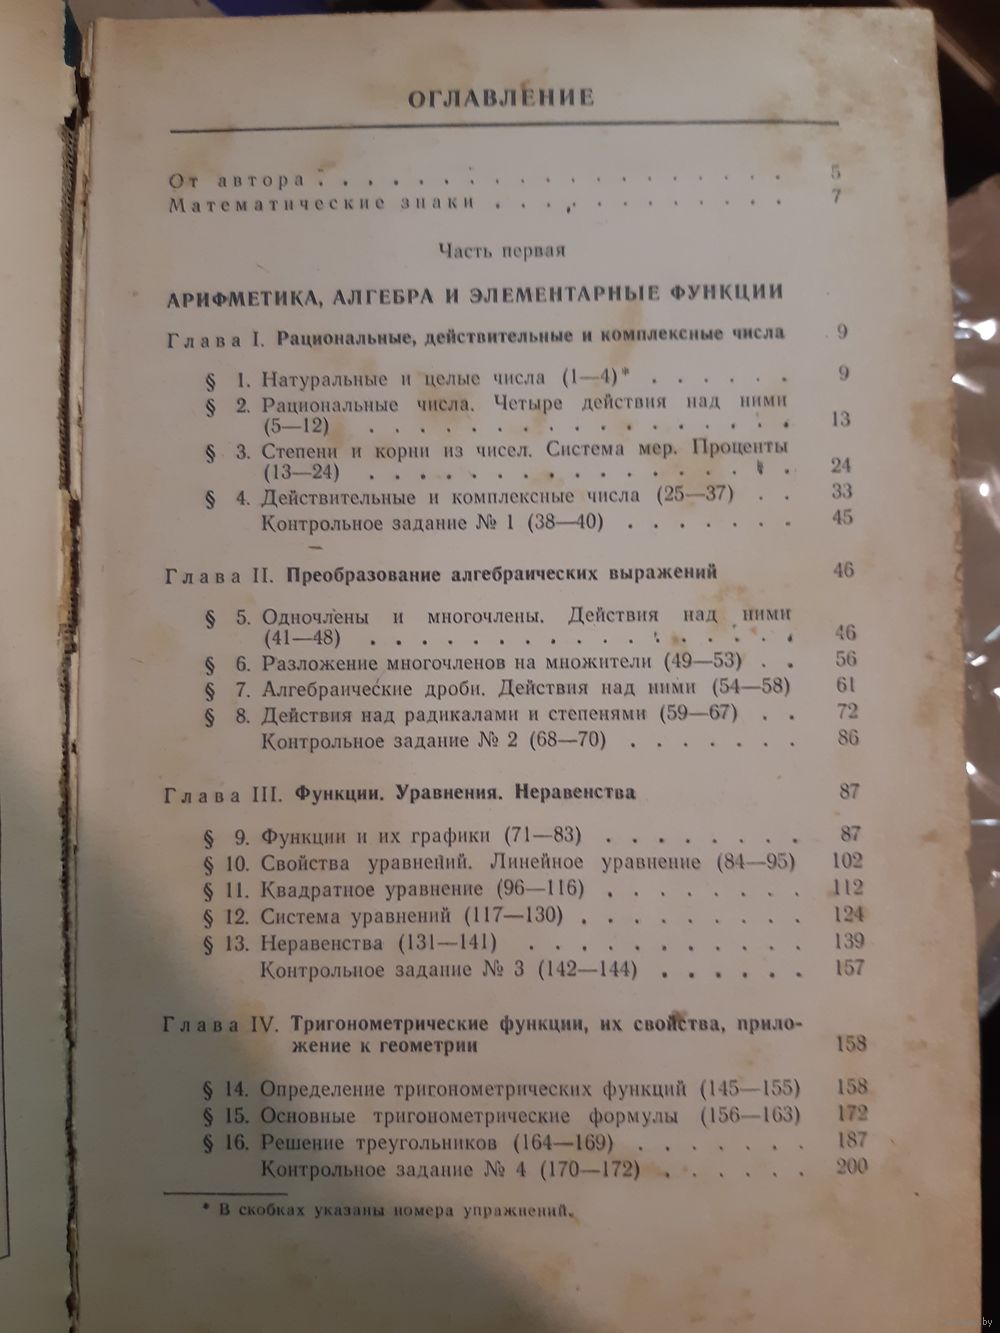 ОГЛАВЛЕНИЕ
От автора . . . . . . . . . . . . . . . . . . . 5
Математические знаки . . . . . . . . . . . . 7
Часть первая
АРИФМЕТИКА, АЛГЕБРА И ЭЛЕМЕНТАРНЫЕ ФУНКЦИИ
Глава I. Рациональные, действительные и комплексные числа 9
§ 1. Натуральные и целые числа (1—4)* . . . . . . 9
§ 2. Рациональные числа. Четыре действия над ними
(5—12) . . . . . . . . . . . . . . . . . 13
§ 3. Степени и корни из чисел. Система мер. Проценты
(13—24) . . . . . . . . . . . . . . . . . 24
§ 4. Действительные и комплексные числа (25—37) . . 33
Контрольное задание № 1 (38—40) . . . . . . . 45
Глава II. Преобразование алгебраических выражений 46
§ 5. Одночлены и многочлены. Действия над ними
(41—48) . . . . . . . . . . . . . . . . . 46
§ 6. Разложение многочленов на множители (49—53) . . 56
§ 7. Алгебраические дроби. Действия над ними (54—58) 61
§ 8. Действия над радикалами и степенями (59—67) . . 72
Контрольное задание № 2 (68—70) . . . . . . . 86
Глава III. Функции. Уравнения. Неравенства 87
§ 9. Функции и их графики (71—83) . . . . . . . . 87
§ 10. Свойства уравнений. Линейное уравнение (84—95) 102
§ 11. Квадратное уравнение (96—116) . . . . . . . . 112
§ 12. Система уравнений (117—130) . . . . . . . . . 124
§ 13. Неравенства (131—141) . . . . . . . . . . . 139
Контрольное задание № 3 (142—144) . . . . . . 157
Глава IV. Тригонометрические функции, их свойства, прило-
жение к геометрии 158
§ 14. Определение тригонометрических функций (145—155) 158
§ 15. Основные тригонометрические формулы (156—163) 172
§ 16. Решение треугольников (164—169) . . . . . . . 187
Контрольное задание № 4 (170—172) . . . . . . 200
* В скобках указаны номера упражнений.